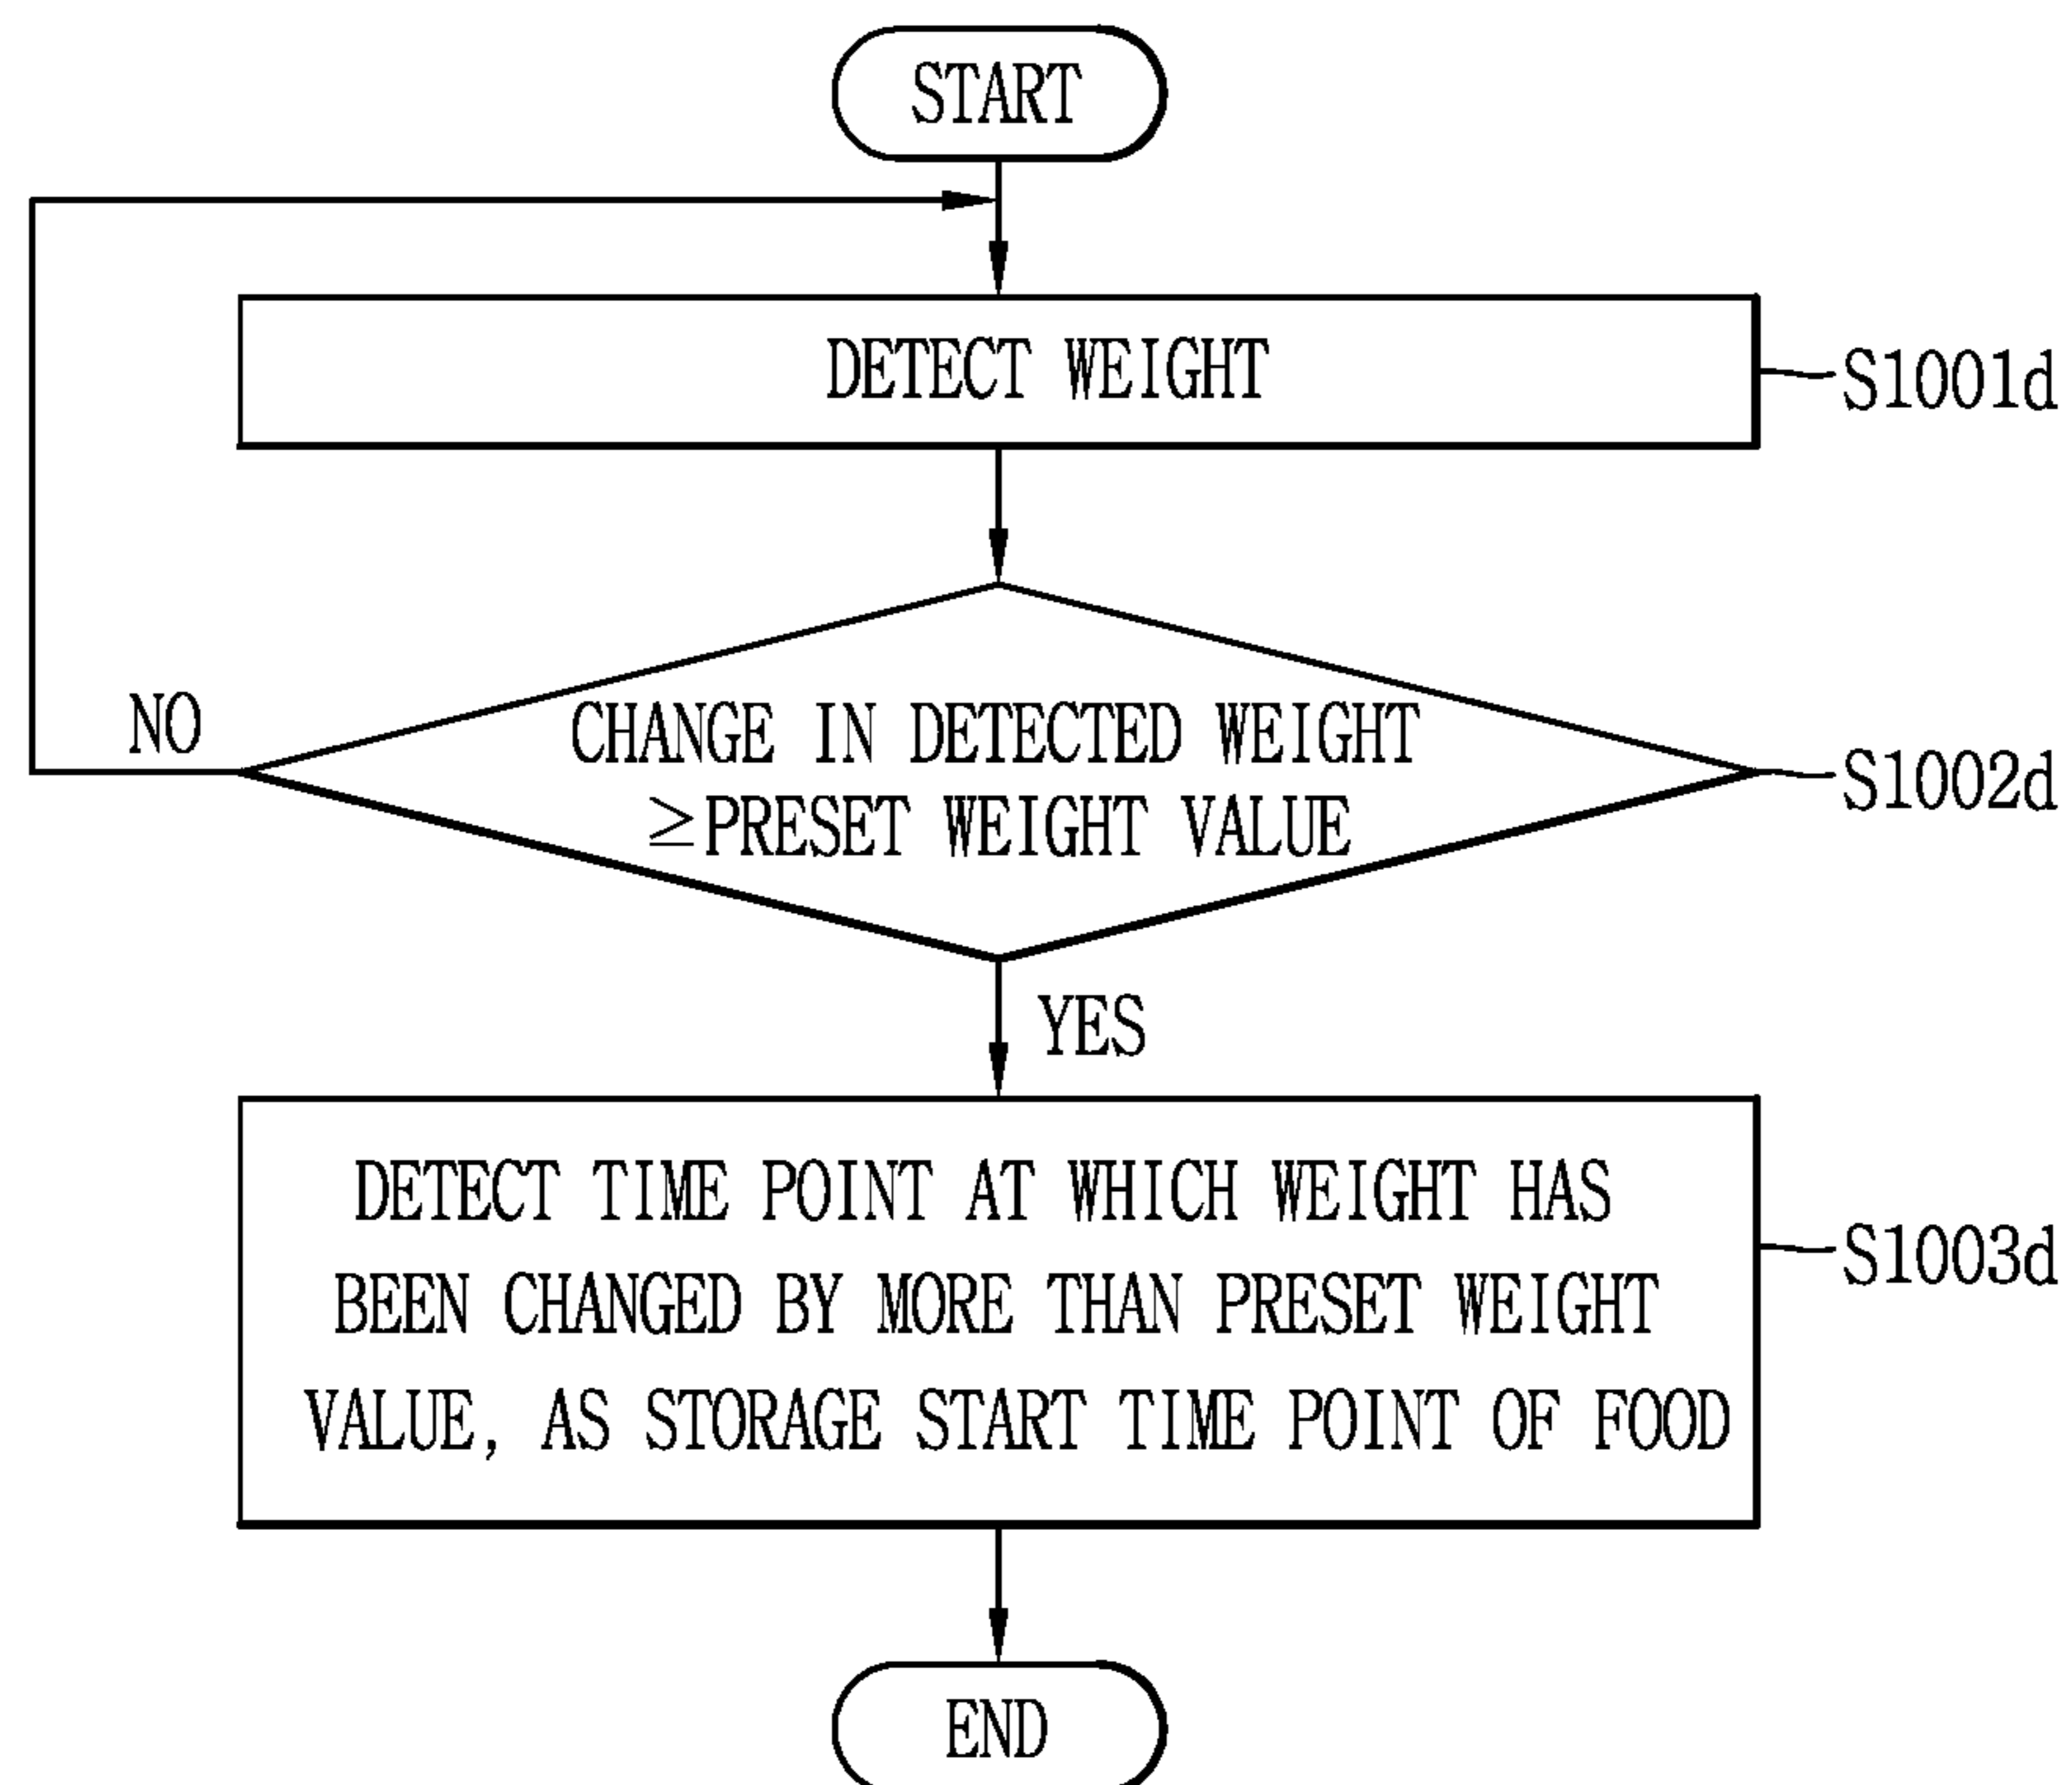 START
DETECT WEIGHT
S1001d
NO
CHANGE IN DETECTED WEIGHT
≥PRESET WEIGHT VALUE
S1002d
YES
DETECT TIME POINT AT WHICH WEIGHT HAS
BEEN CHANGED BY MORE THAN PRESET WEIGHT
VALUE, AS STORAGE START TIME POINT OF FOOD
S1003d
END